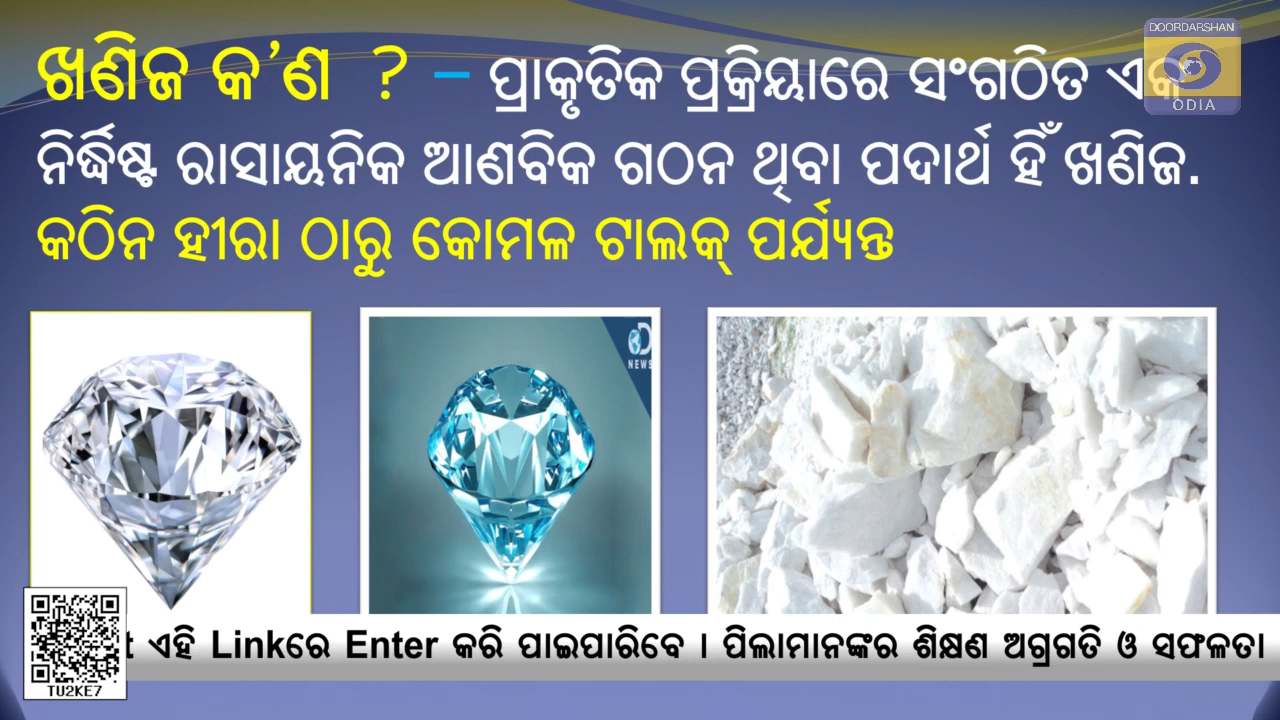 ଖଣିଜ କ’ଣ ? – ପ୍ରାକୃତିକ ପ୍ରକ୍ରିୟାରେ ସଂଗଠିତ ଏକ
ନିର୍ଦ୍ଧିଷ୍ଟ ରାସାୟନିକ ଆଣବିକ ଗଠନ ଥିବା ପଦାର୍ଥ ହିଁ ଖଣିଜ.
କଠିନ ହୀରା ଠାରୁ କୋମଳ ଟାଲକ୍ ପର୍ଯ୍ୟନ୍ତ
DOORDARSHAN
ODIA
NEWS
ଏହି Linkରେ Enter କରି ପାଇପାରିବେ । ପିଲାମାନଙ୍କର ଶିକ୍ଷଣ ଅଗ୍ରଗତି ଓ ସଫଳତା
TU2KE7